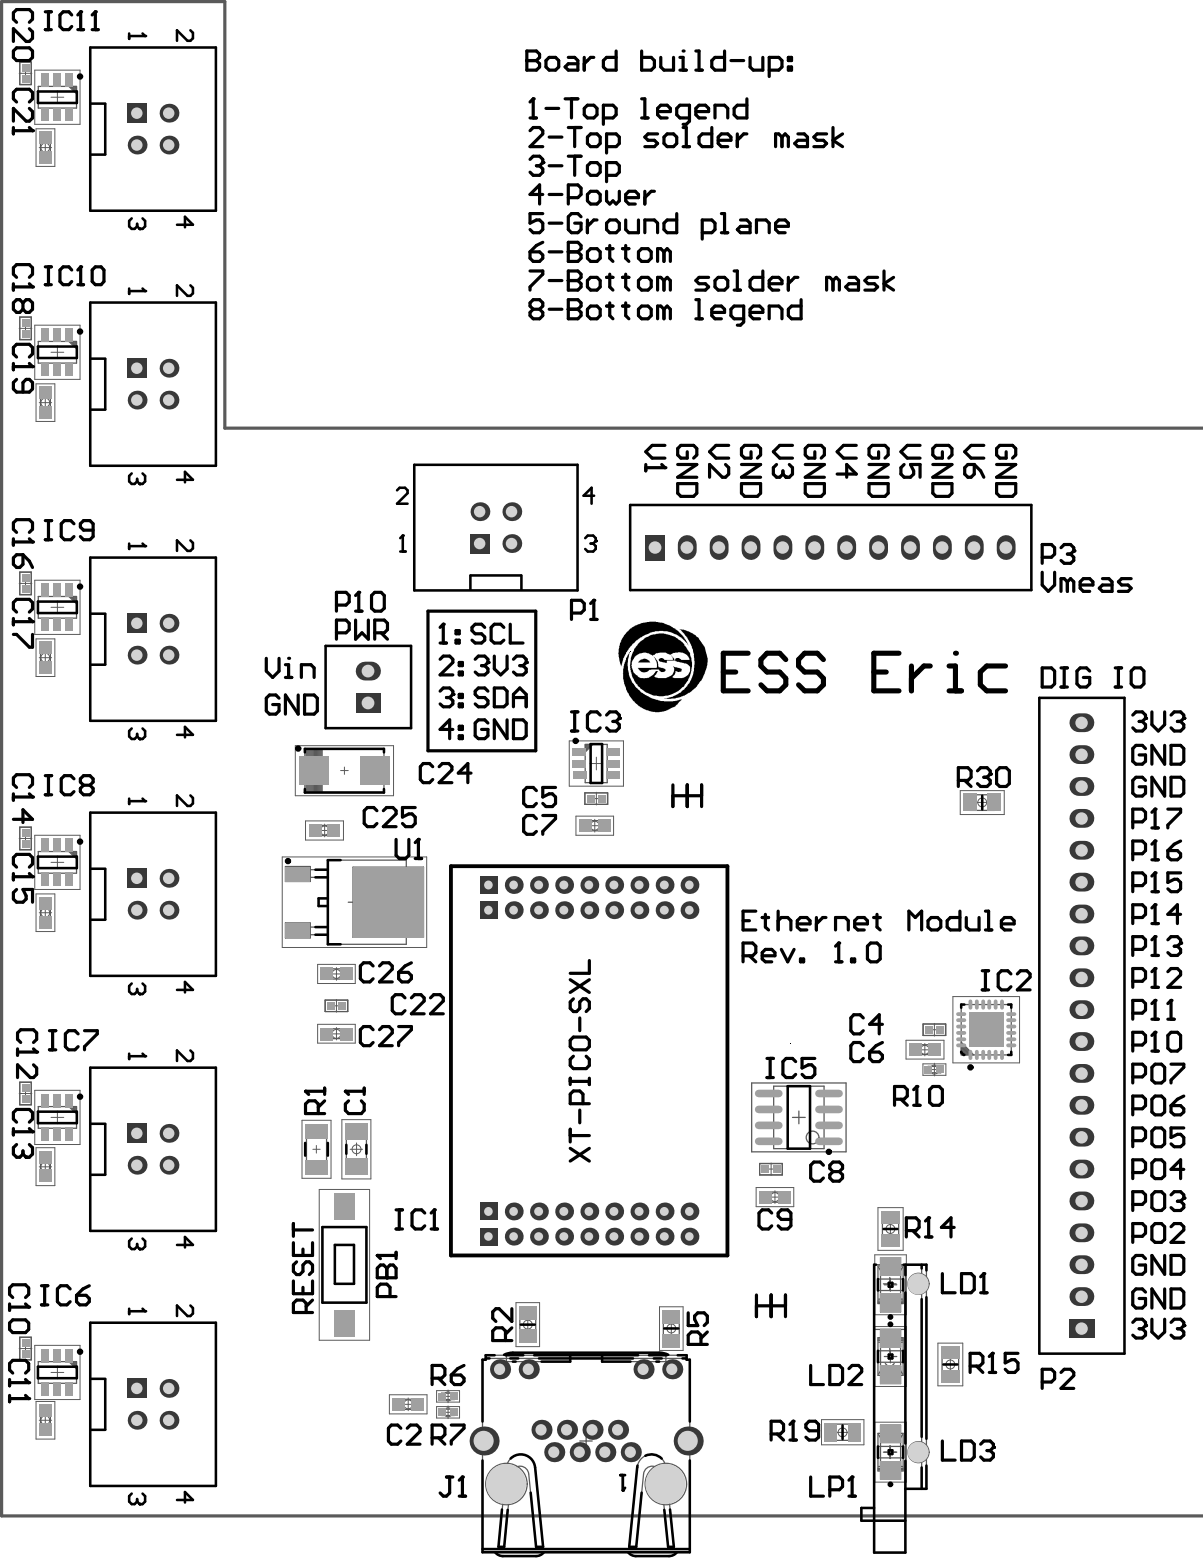 C20
IC11
1
2
C21
3
4
Board build-up:
1-Top legend
2-Top solder mask
3-Top
4-Power
5-Ground plane
6-Bottom
7-Bottom solder mask
8-Bottom legend
C18
IC10
1
2
C19
3
4
V1
GND
V2
GND
V3
GND
V4
GND
V5
GND
V6
GND
2
4
1
3
P1
P3
Vmeas
C16
IC9
1
2
C17
3
4
P10
PWR
Vin
GND
1:SCL
2:3V3
3:SDA
4:GND
ess
ESS Eric
DIG IO
3V3
GND
GND
P17
P16
P15
P14
P13
P12
P11
P10
P07
P06
P05
P04
P03
P02
GND
GND
3V3
P2
IC3
C24
C5
C7
R30
C25
U1
C14
IC8
1
2
C15
3
4
Ethernet Module
Rev. 1.0
XT-PICO-SXL
IC1
C26
C22
C27
IC2
C4
C6
R10
IC5
C8
C9
C12
IC7
1
2
C13
3
4
R1
C1
RESET
PB1
R14
LD1
LD2
R15
R19
LD3
LP1
C10
IC6
1
2
C11
3
4
R2
R5
R6
C2
R7
J1
1